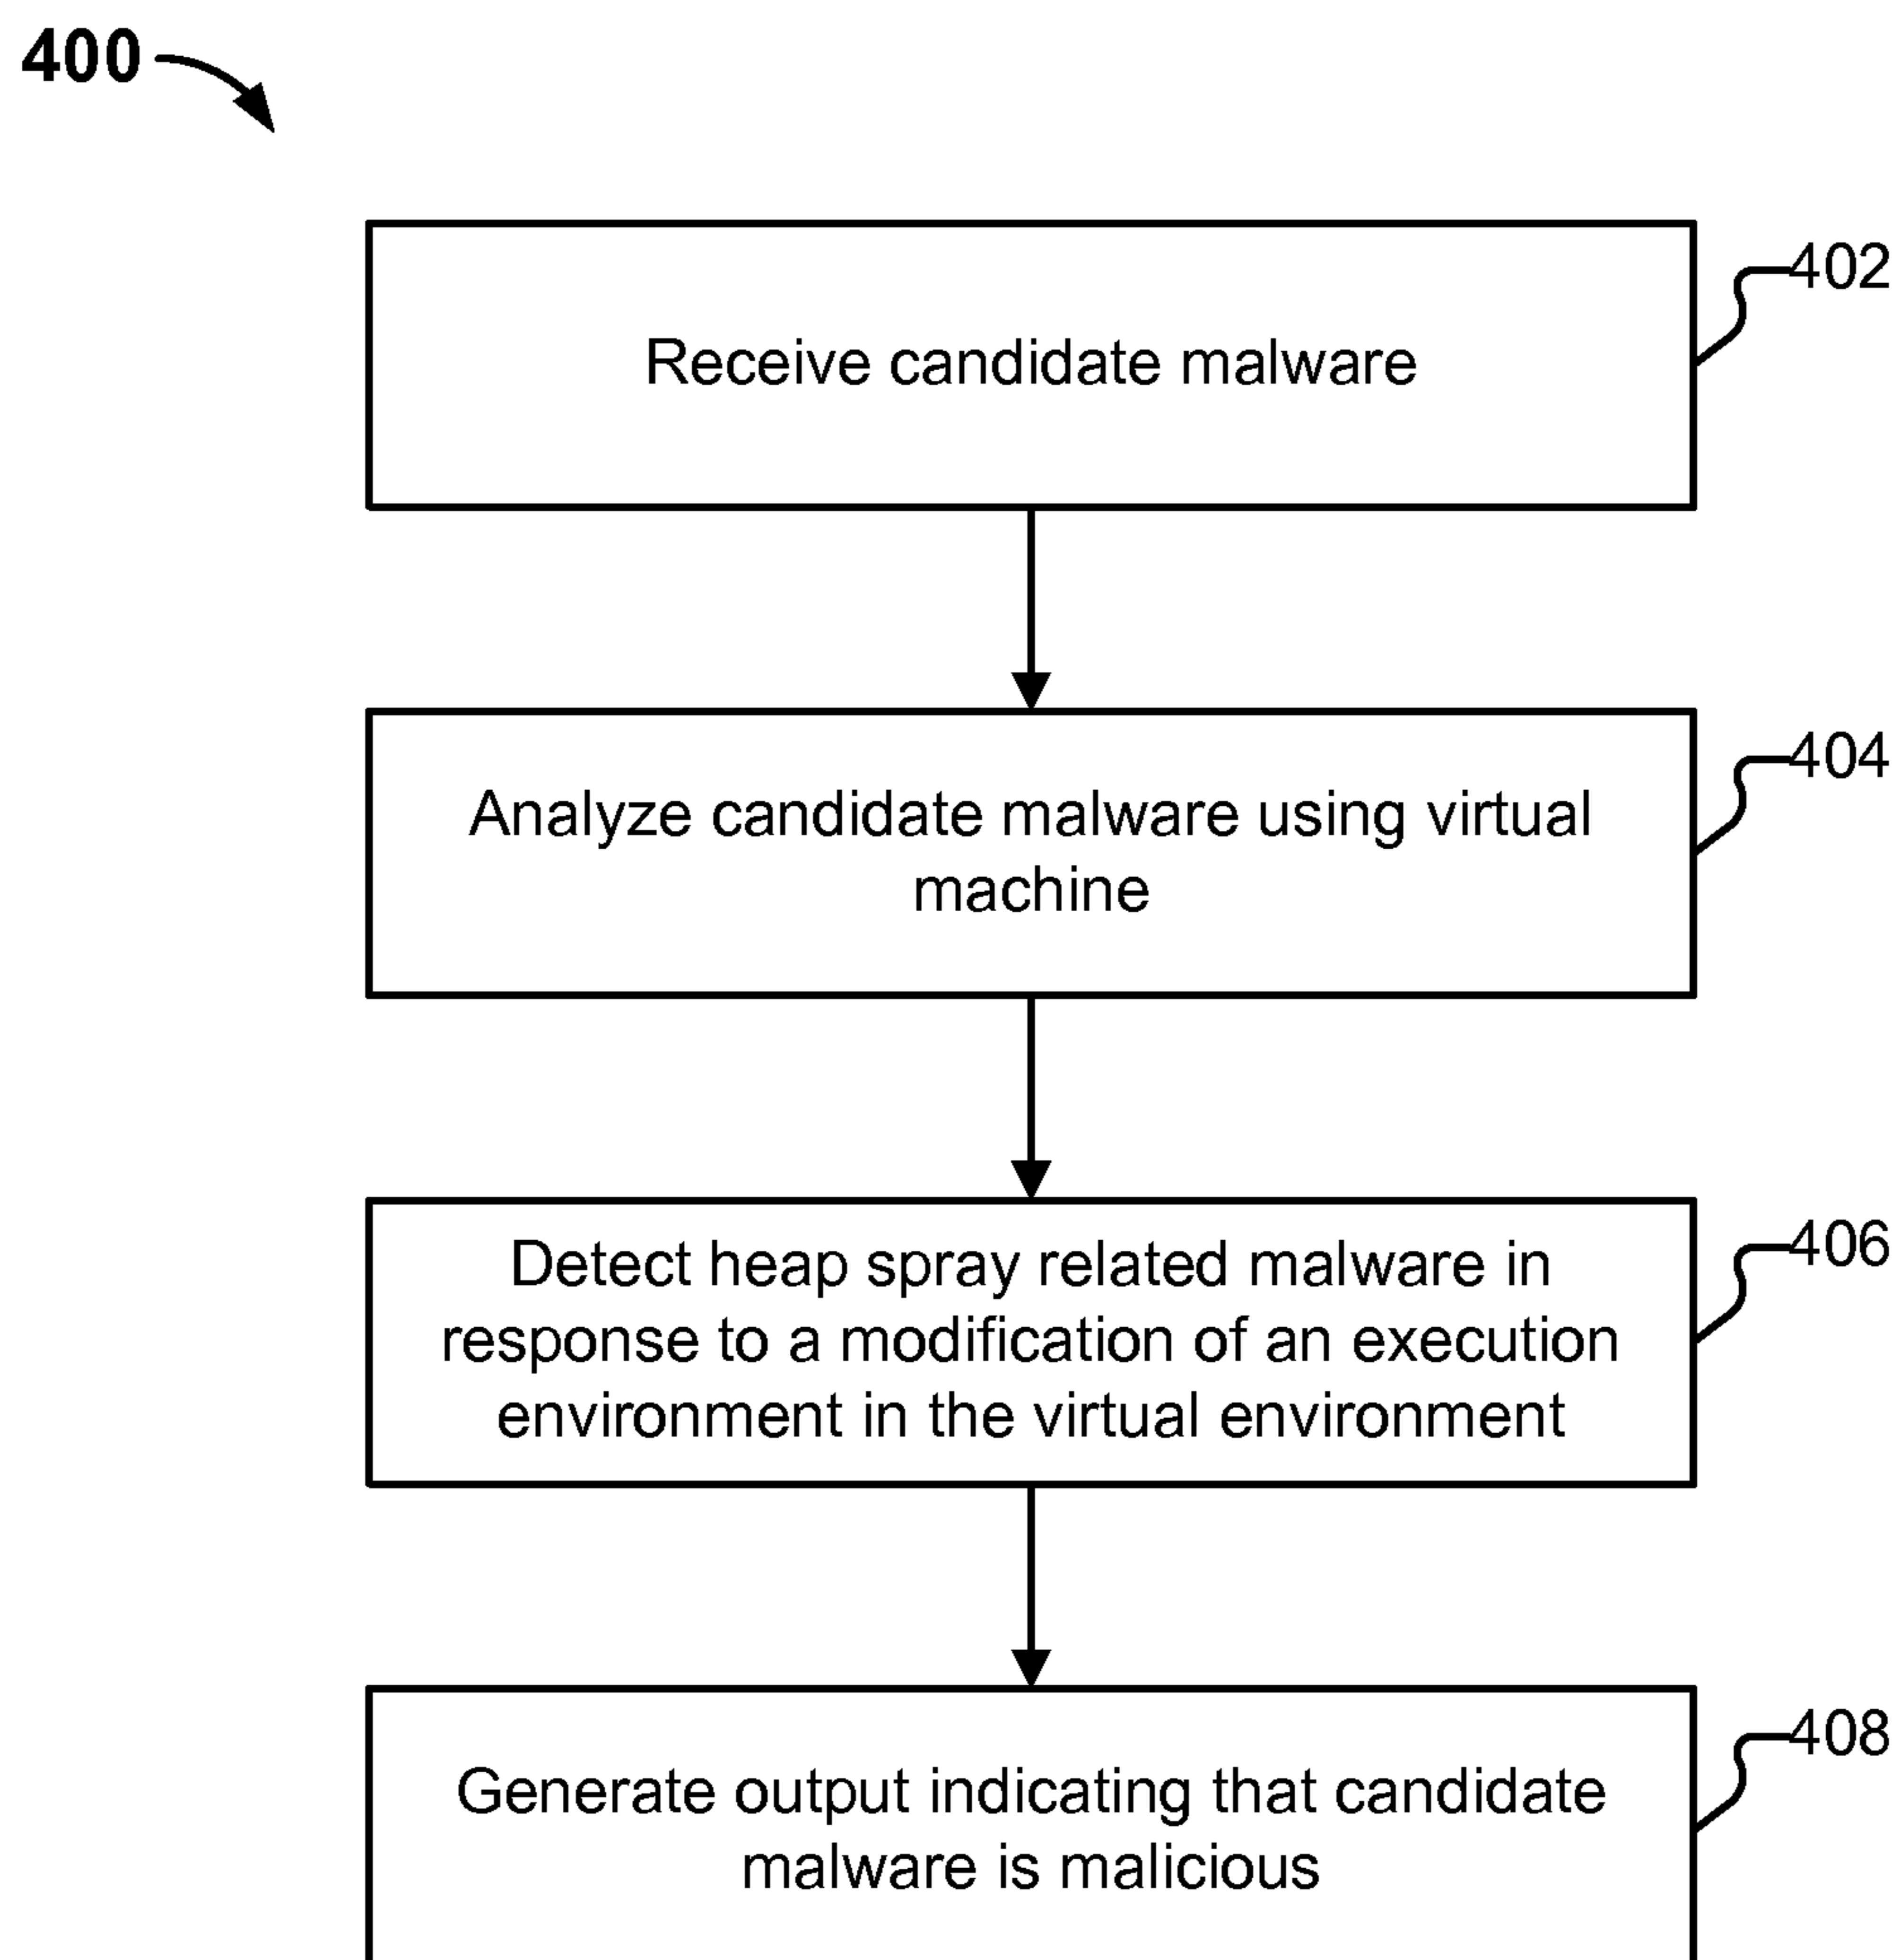 400
402
Receive candidate malware
404
Analyze candidate malware using virtual
machine
406
Detect heap spray related malware in
response to a modification of an execution
environment in the virtual environment
408
Generate output indicating that candidate
malware is malicious